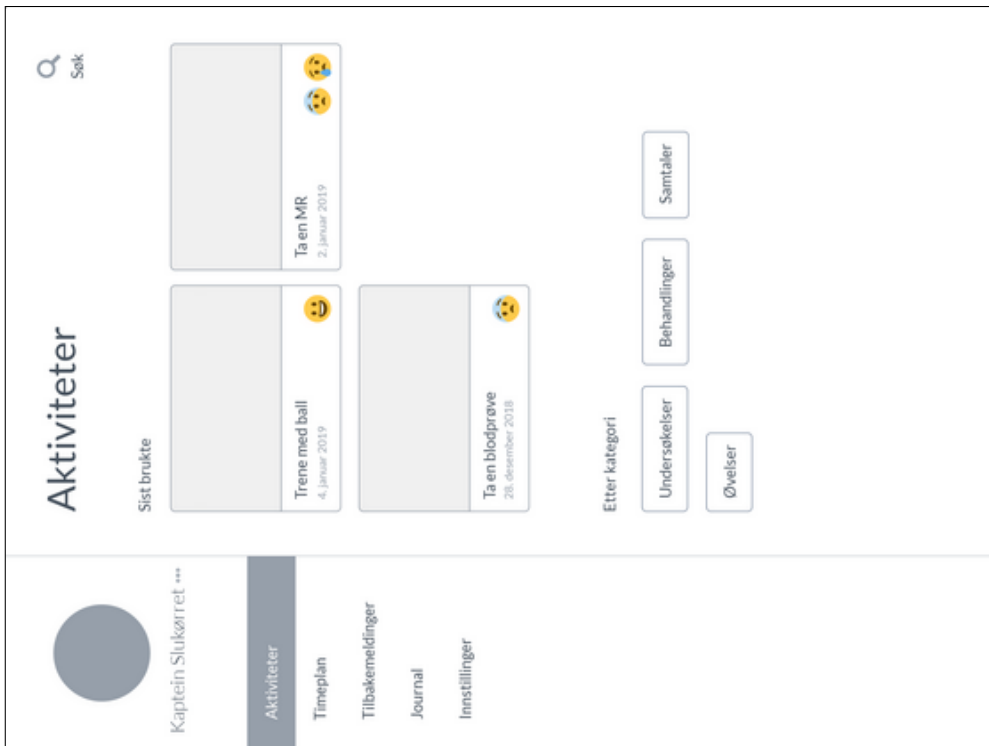 Kaptein Slukørret •••
Aktiviteter
Timeplan
Tilbakemeldinger
Journal
Innstillinger
Aktiviteter
Søk
Sist brukte
Trene med ball
4. januar 2019
Ta en MR
2. januar 2019
Ta en blodprøve
28. desember 2018
Etter kategori
Undersøkelser
Behandlinger
Samtaler
Øvelser